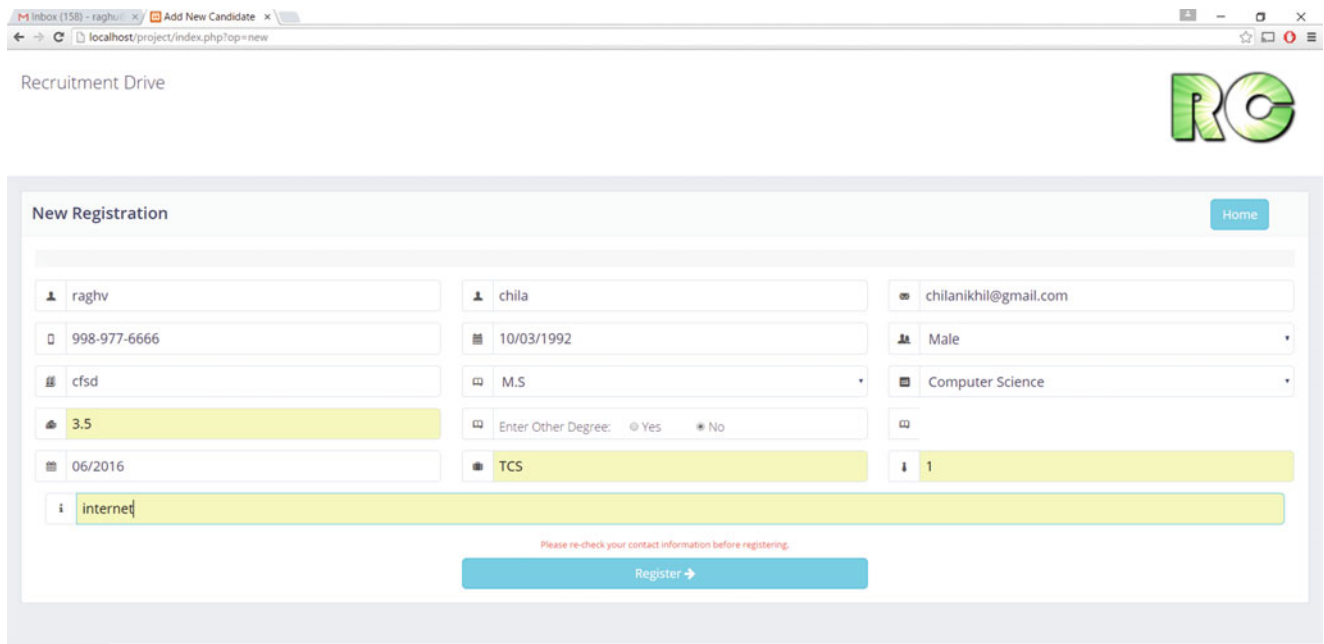 Inbox (158) - raghu Add New Candidate
localhost/project/index.php?op=new
Recruitment Drive
RC
New Registration
Home
raghv chila chilanikhil@gmail.com
998-977-6666 10/03/1992 Male
cfsd M.S Computer Science
3.5 Enter Other Degree: Yes No
06/2016 TCS 1
internet
Please re-check your contact information before registering.
Register